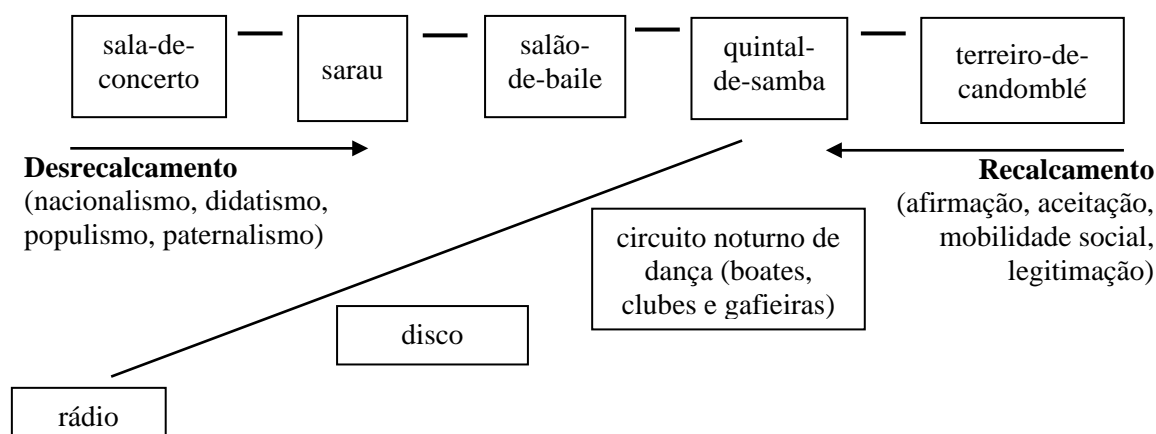 sala-de-
concerto
sarau
salão-
de-baile
quintal-
de-samba
terreiro-de-
candomblé
Desrecalcamento
(nacionalismo, didatismo,
populismo, paternalismo)
Recalcamento
(afirmação, aceitação,
mobilidade social,
legitimação)
circuito noturno de
dança (boates,
clubes e gafieiras)
disco
rádio